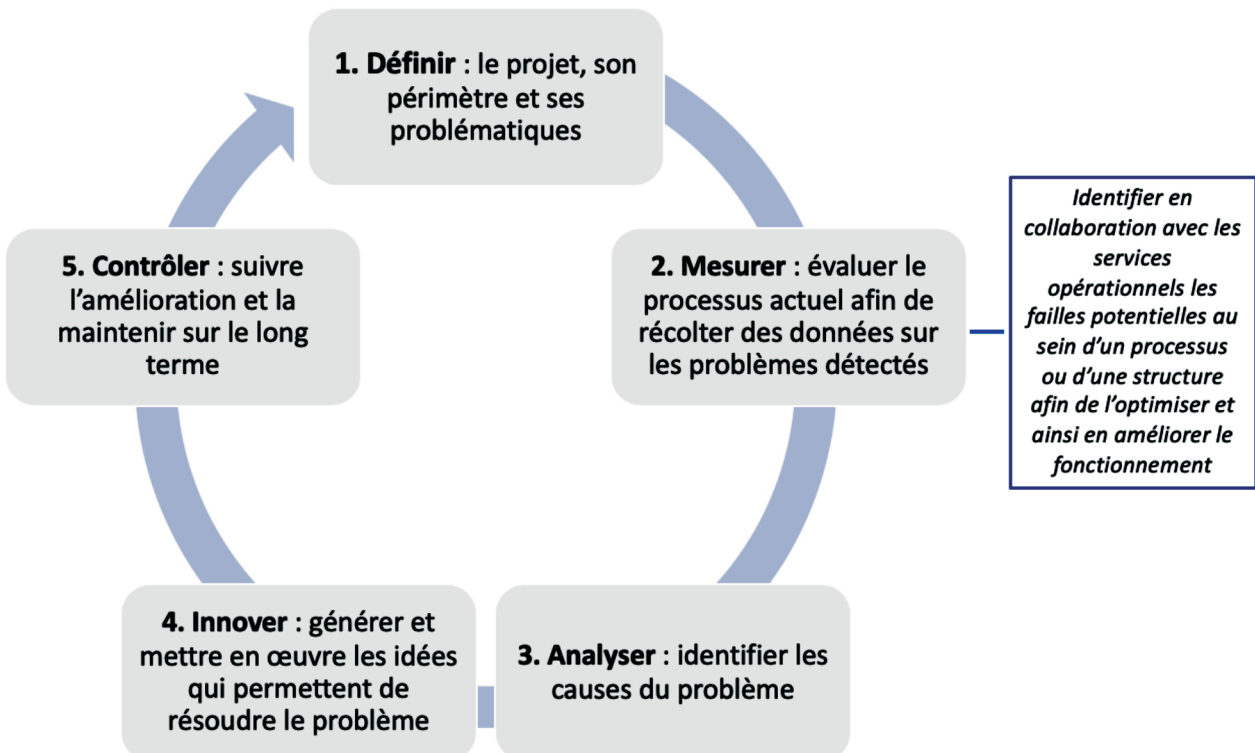 1. Définir : le projet, son
périmètre et ses
problématiques
2. Mesurer : évaluer le
processus actuel afin de
récolter des données sur
les problèmes détectés
Identifier en
collaboration avec les
services
opérationnels les
failles potentielles au
sein d’un processus
ou d’une structure
afin de l’optimiser et
ainsi en améliorer le
fonctionnement
3. Analyser : identifier les
causes du problème
4. Innover : générer et
mettre en œuvre les idées
qui permettent de
résoudre le problème
5. Contrôler : suivre
l’amélioration et la
maintenir sur le long
terme